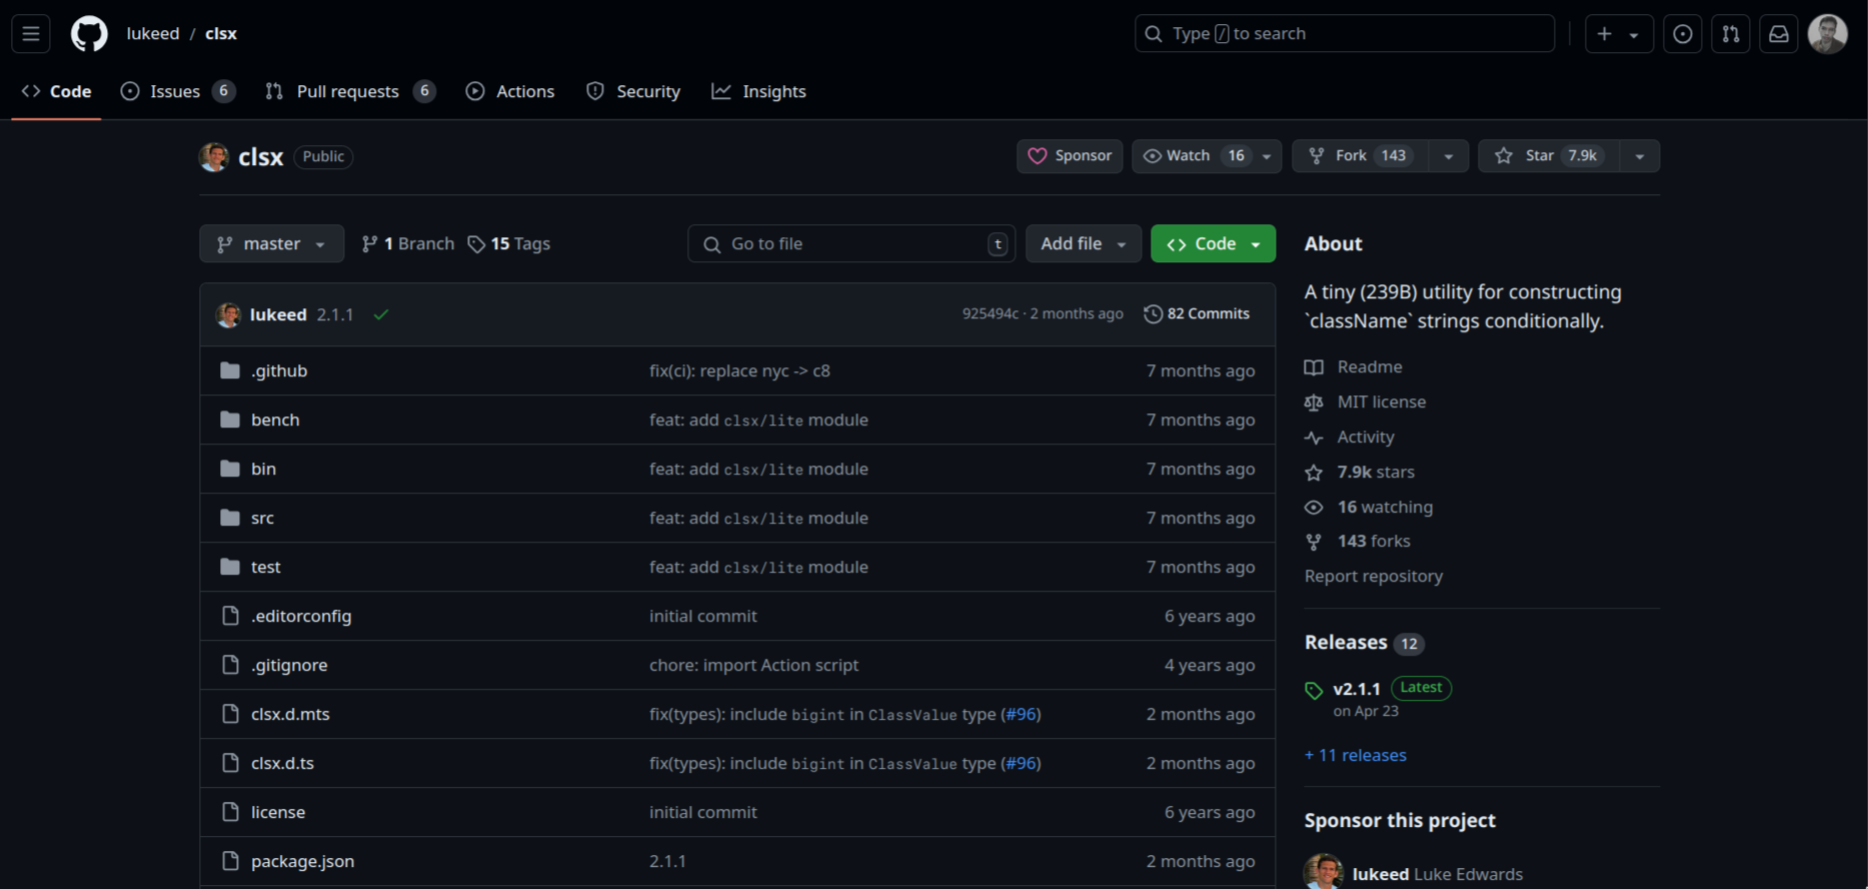 lukeed / clsx
Type / to search
Code Issues 6 Pull requests 6 Actions Security Insights
clsx Public
Sponsor Watch 16 Fork 143 Star 7.9k
master 1 Branch 15 Tags Go to file t Add file Code
lukeed 2.1.1 925494c · 2 months ago 82 Commits
.github fix(ci): replace nyc -> c8 7 months ago
bench feat: add clsx/lite module 7 months ago
bin feat: add clsx/lite module 7 months ago
src feat: add clsx/lite module 7 months ago
test feat: add clsx/lite module 7 months ago
.editorconfig initial commit 6 years ago
.gitignore chore: import Action script 4 years ago
clsx.d.mts fix(types): include bigint in ClassValue type (#96) 2 months ago
clsx.d.ts fix(types): include bigint in ClassValue type (#96) 2 months ago
license initial commit 6 years ago
package.json 2.1.1 2 months ago
About
A tiny (239B) utility for constructing
`className` strings conditionally.
Readme
MIT license
Activity
7.9k stars
16 watching
143 forks
Report repository
Releases 12
v2.1.1 Latest
on Apr 23
+ 11 releases
Sponsor this project
lukeed Luke Edwards